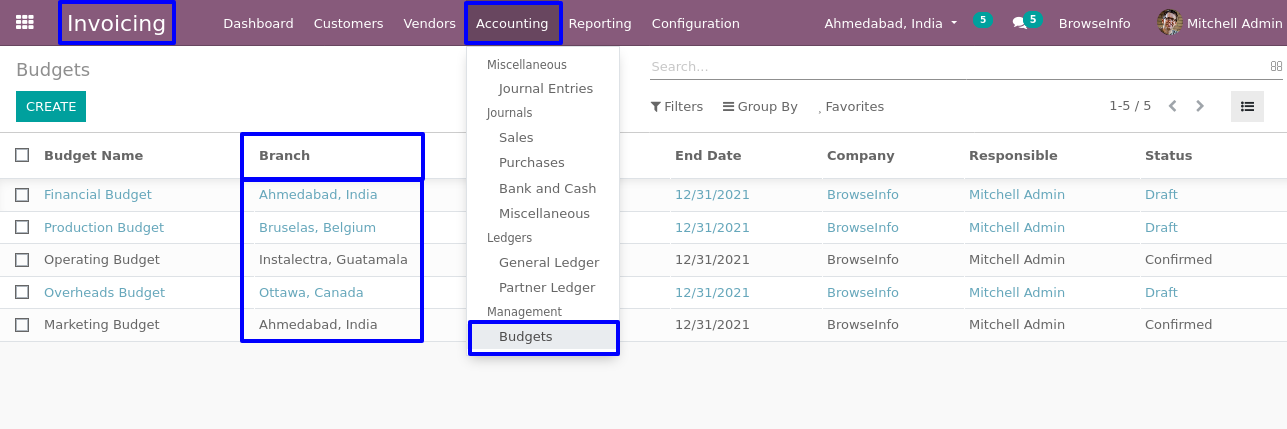 Invoicing Dashboard Customers Vendors Accounting Reporting Configuration Ahmedabad, India 5 5 BrowseInfo Mitchell Admin
Budgets
Search...
CREATE
Filters Group By Favorites 1-5 / 5
Miscellaneous
Journal Entries
Journals
Sales
Purchases
Bank and Cash
Miscellaneous
Ledgers
General Ledger
Partner Ledger
Management
Budgets
Budget Name Branch End Date Company Responsible Status
Financial Budget Ahmedabad, India 12/31/2021 BrowseInfo Mitchell Admin Draft
Production Budget Bruselas, Belgium 12/31/2021 BrowseInfo Mitchell Admin Draft
Operating Budget Instalectra, Guatamala 12/31/2021 BrowseInfo Mitchell Admin Confirmed
Overheads Budget Ottawa, Canada 12/31/2021 BrowseInfo Mitchell Admin Draft
Marketing Budget Ahmedabad, India 12/31/2021 BrowseInfo Mitchell Admin Confirmed